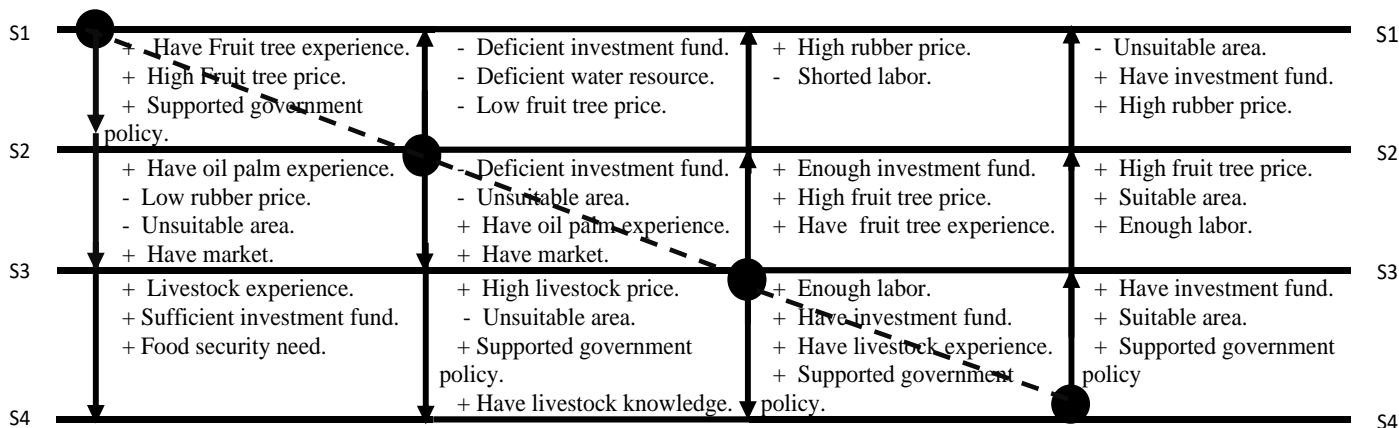 S1
S1
+ Have Fruit tree experience.
+ High Fruit tree price.
+ Supported government
policy.
- Deficient investment fund.
- Deficient water resource.
- Low fruit tree price.
+ High rubber price.
- Shorted labor.
- Unsuitable area.
+ Have investment fund.
+ High rubber price.
S2
S2
+ Have oil palm experience.
- Low rubber price.
- Unsuitable area.
+ Have market.
- Deficient investment fund.
- Unsuitable area.
+ Have oil palm experience.
+ Have market.
+ Enough investment fund.
+ High fruit tree price.
+ Have fruit tree experience.
+ High fruit tree price.
+ Suitable area.
+ Enough labor.
S3
S3
+ Livestock experience.
+ Sufficient investment fund.
+ Food security need.
+ High livestock price.
- Unsuitable area.
+ Supported government
policy.
+ Have livestock knowledge.
+ Enough labor.
+ Have investment fund.
+ Have livestock experience.
+ Supported government
policy.
+ Have investment fund.
+ Suitable area.
+ Supported government
policy
S4
S4